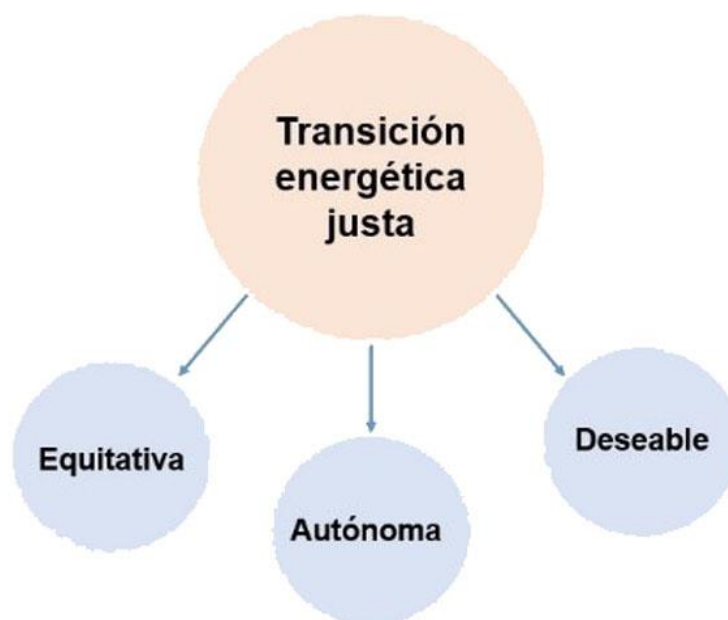 Transición
energética
justa
Equitativa
Autónoma
Deseable